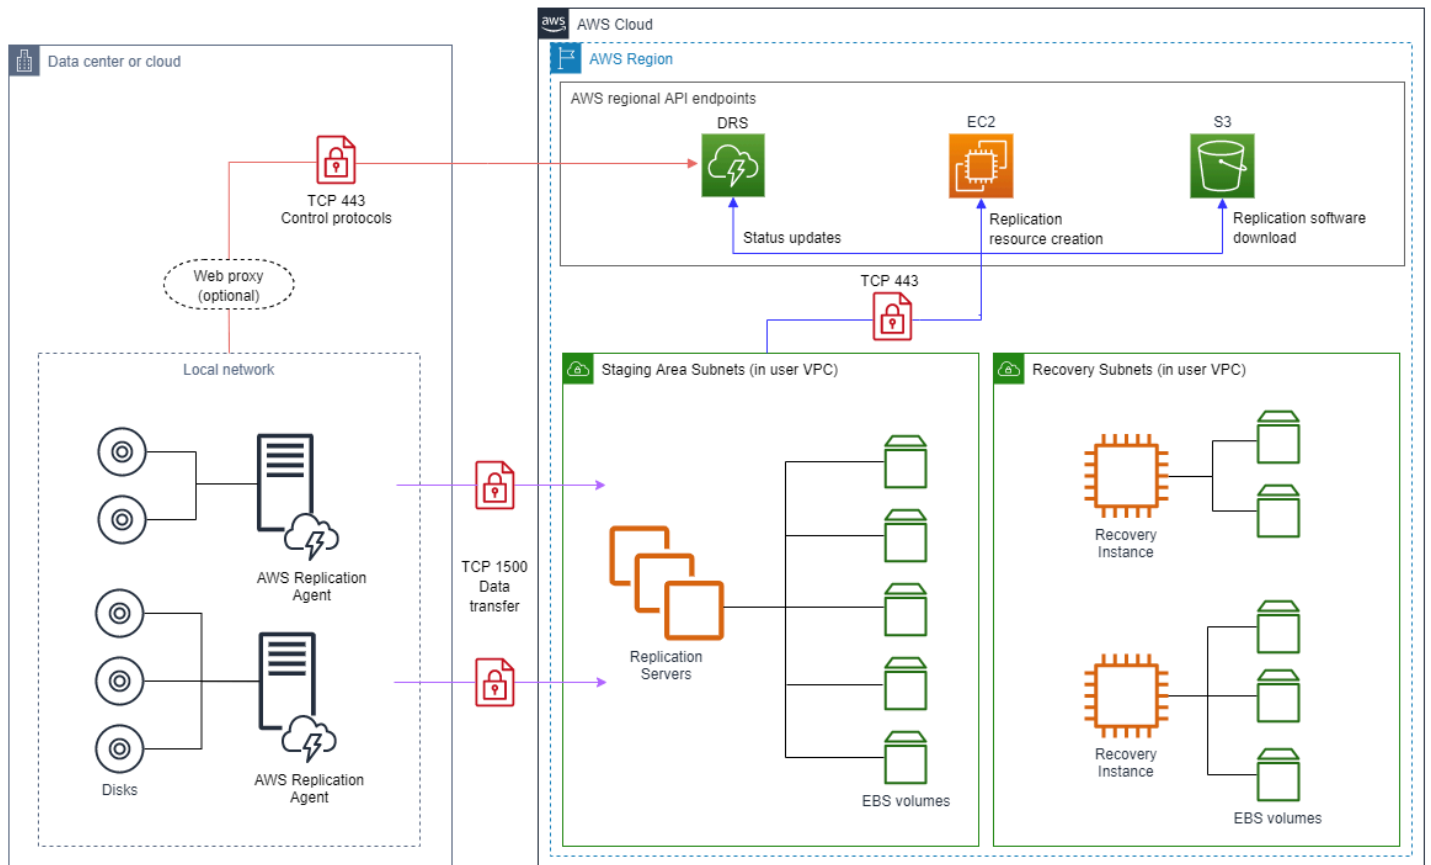 aws
AWS Cloud
Data center or cloud
AWS Region
AWS regional API endpoints
DRS
EC2
S3
TCP 443
Control protocols
Status updates
Replication
resource creation
Replication software
download
Web proxy
(optional)
TCP 443
Local network
Staging Area Subnets (in user VPC)
Recovery Subnets (in user VPC)
AWS Replication
Agent
TCP 1500
Data
transfer
Recovery
Instance
Replication
Servers
AWS Replication
Agent
Disks
EBS volumes
Recovery
Instance
EBS volumes